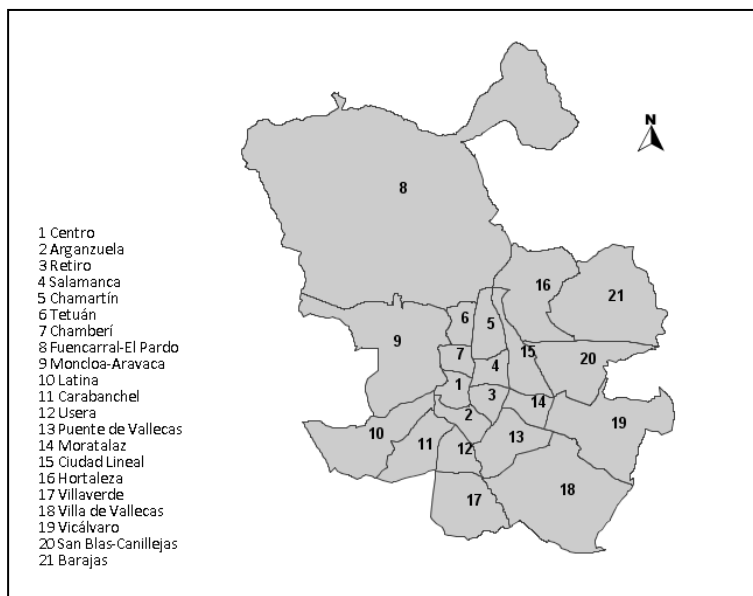 N
8
16
21
6
5
9
15
20
7
4
1
3
14
2
19
10
11
12
13
18
17
1 Centro
2 Arganzuela
3 Retiro
4 Salamanca
5 Chamartín
6 Tetuán
7 Chamberí
8 Fuencarral-El Pardo
9 Moncloa-Aravaca
10 Latina
11 Carabanchel
12 Usera
13 Puente de Vallecas
14 Moratalaz
15 Ciudad Lineal
16 Hortaleza
17 Villaverde
18 Villa de Vallecas
19 Vicálvaro
20 San Blas-Canillejas
21 Barajas